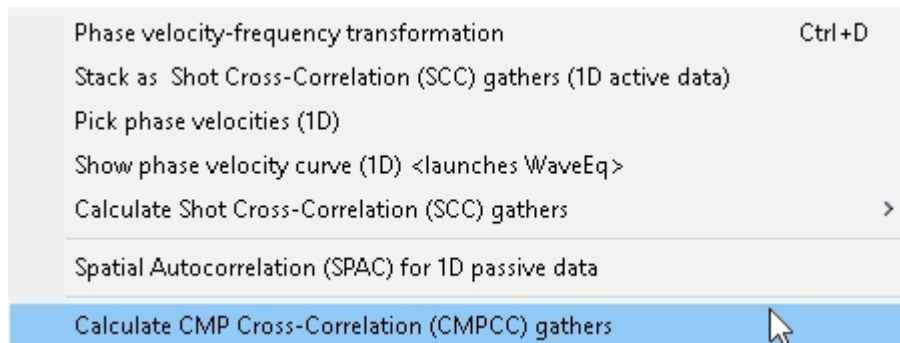 Phase velocity-frequency transformation Ctrl+D
Stack as Shot Cross-Correlation (SCC) gathers (1D active data)
Pick phase velocities (1D)
Show phase velocity curve (1D) <launches WaveEq>
Calculate Shot Cross-Correlation (SCC) gathers >
Spatial Autocorrelation (SPAC) for 1D passive data
Calculate CMP Cross-Correlation (CMPCC) gathers